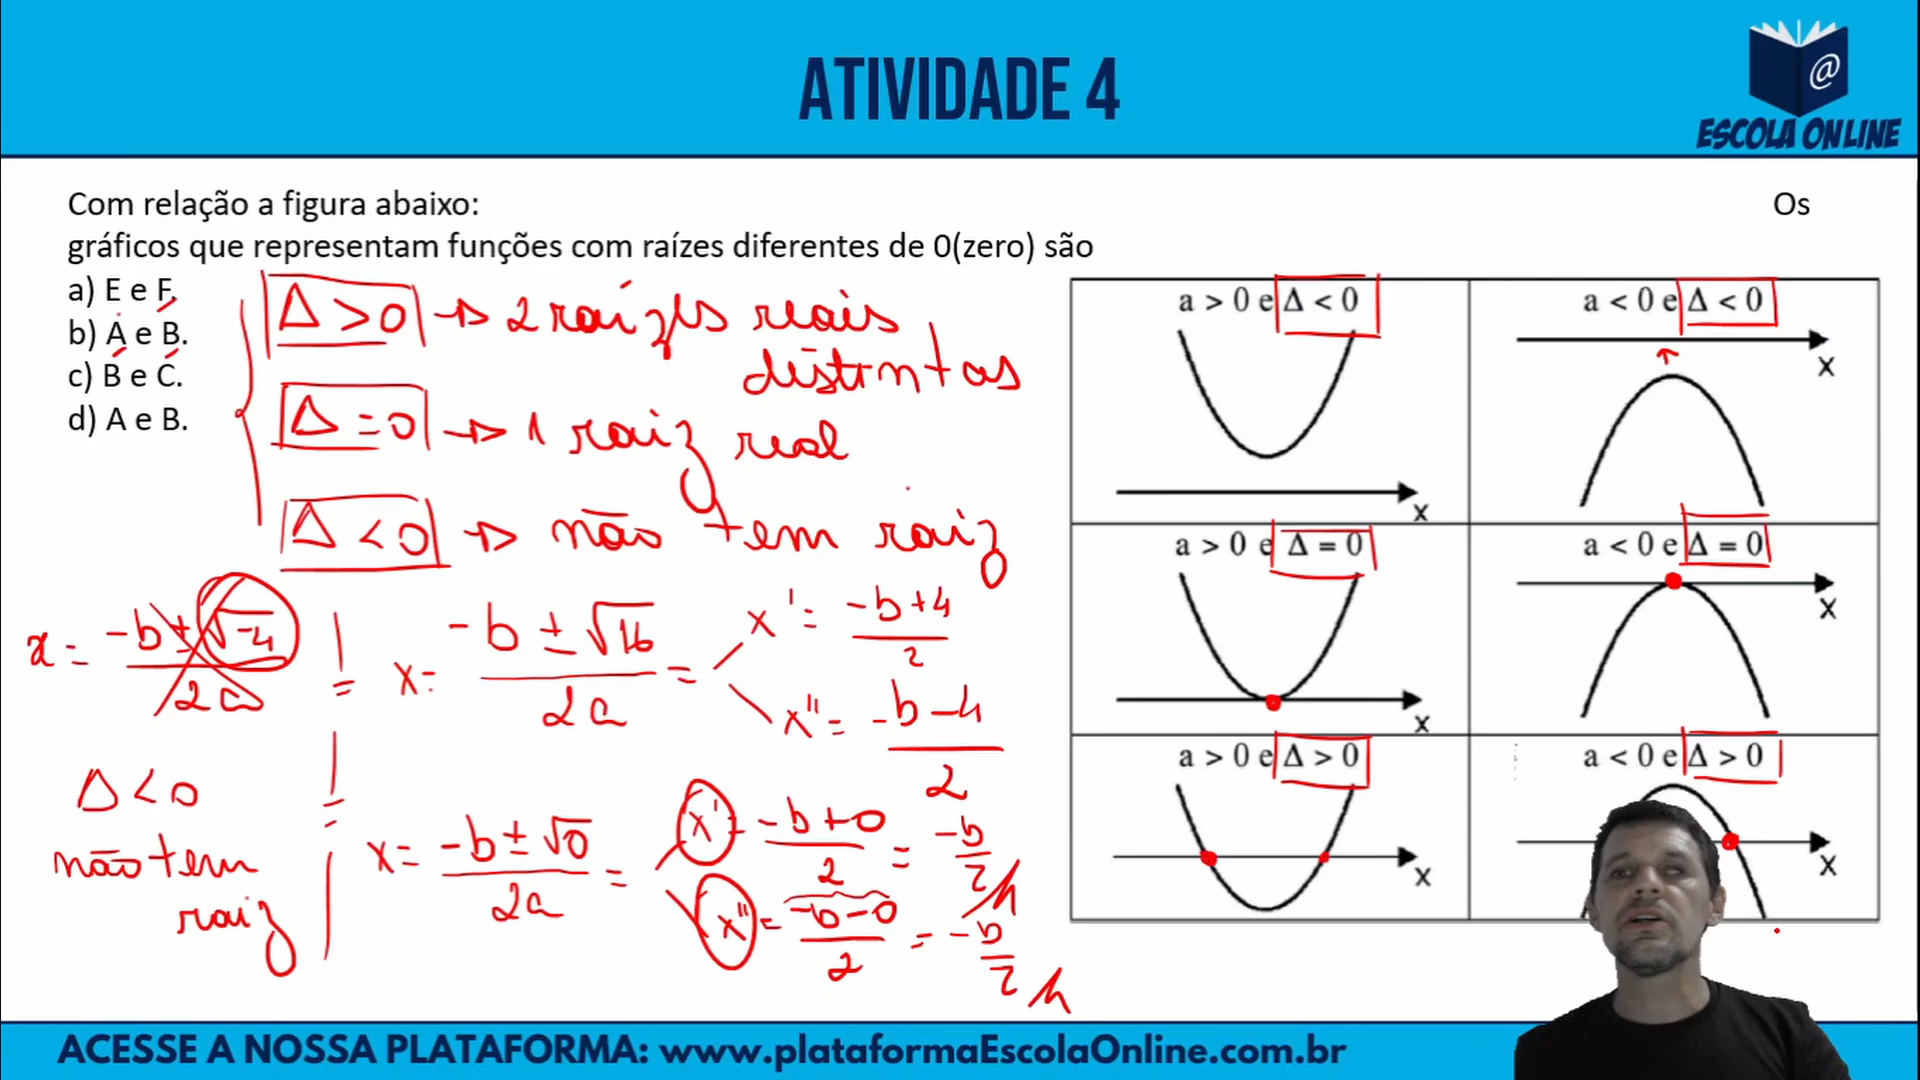 ATIVIDADE 4
@
ESCOLA ONLINE
Com relação a figura abaixo: Os
gráficos que representam funções com raízes diferentes de 0(zero) são
a) E e F.
b) A e B.
c) B e C.
d) A e B.
Δ > 0 → 2 raízes reais
distintas
Δ = 0 → 1 raiz real
Δ < 0 → não tem raiz
x = -b ± √-4 / 2a
x = -b ± √16 / 2a =
x' = -b+4 / 2
x'' = -b-4 / 2
Δ < 0
não tem
raiz
x = -b ± √0 / 2a =
x' = -b+0 / 2 = -b / 2
x'' = -b-0 / 2 = -b / 2
a > 0 e Δ < 0
x
a < 0 e Δ < 0
x
a > 0 e Δ = 0
x
a < 0 e Δ = 0
x
a > 0 e Δ > 0
x
a < 0 e Δ > 0
x
ACESSE A NOSSA PLATAFORMA: www.plataformaEscolaOnline.com.br